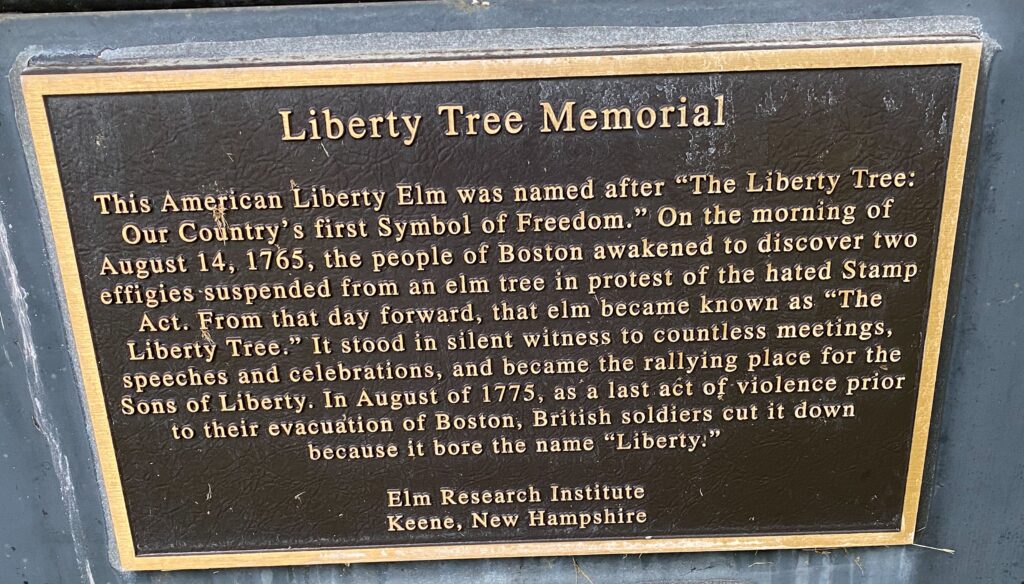 Liberty Tree Memorial
This American Liberty Elm was named after “The Liberty Tree:
Our Country’s first Symbol of Freedom.” On the morning of
August 14, 1765, the people of Boston awakened to discover two
effigies suspended from an elm tree in protest of the hated Stamp
Act. From that day forward, that elm became known as “The
Liberty Tree.” It stood in silent witness to countless meetings,
speeches and celebrations, and became the rallying place for the
Sons of Liberty. In August of 1775, as a last act of violence prior
to their evacuation of Boston, British soldiers cut it down
because it bore the name “Liberty.”
Elm Research Institute
Keene, New Hampshire